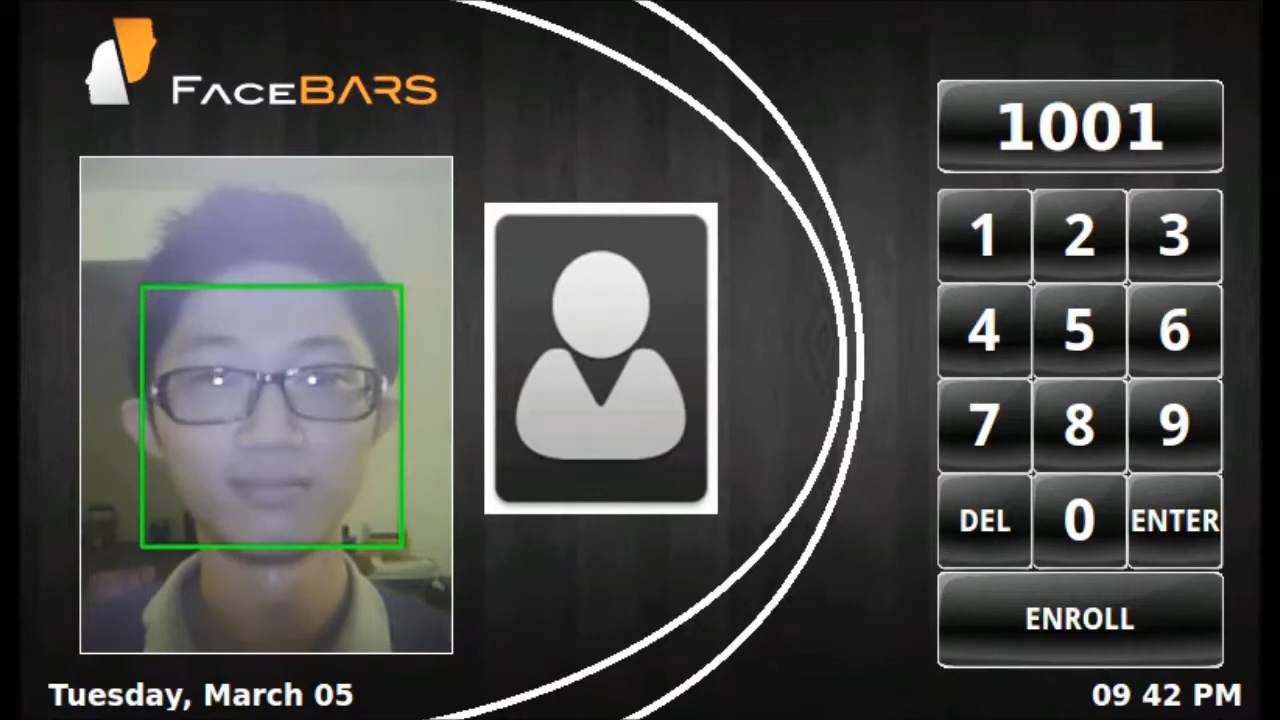 FACEBARS
1001
1 2 3
4 5 6
7 8 9
DEL 0 ENTER
ENROLL
Tuesday, March 05
09 42 PM